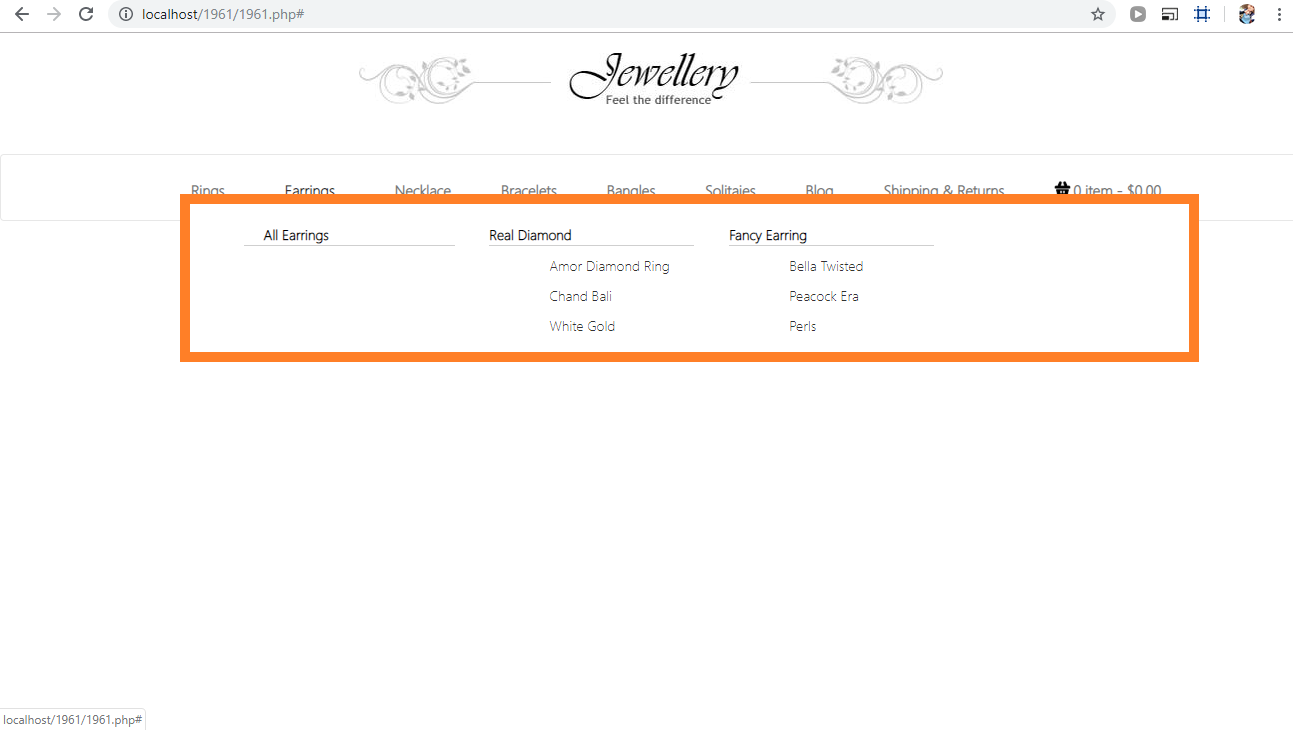 localhost/1961/1961.php#
Jewellery
Feel the difference
Rings Earrings Necklace Bracelets Bangles Solitaies Blog Shipping & Returns 0 item - $0.00
All Earrings Real Diamond Fancy Earring
Amor Diamond Ring Bella Twisted
Chand Bali Peacock Era
White Gold Perls
localhost/1961/1961.php#